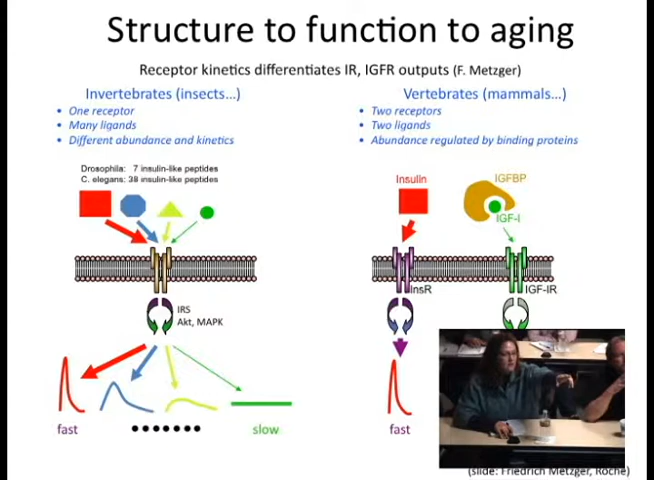 Structure to function to aging
Receptor kinetics differentiates IR, IGFR outputs (F. Metzger)
Invertebrates (insects...)
• One receptor
• Many ligands
• Different abundance and kinetics
Vertebrates (mammals...)
• Two receptors
• Two ligands
• Abundance regulated by binding proteins
Drosophila: 7 insulin-like peptides
C. elegans: 38 insulin-like peptides
Insulin
IGFBP
IGF-I
InsR
IGF-IR
IRS
Akt, MAPK
fast
slow
fast
(slide: Friedrich Metzger, Roche)